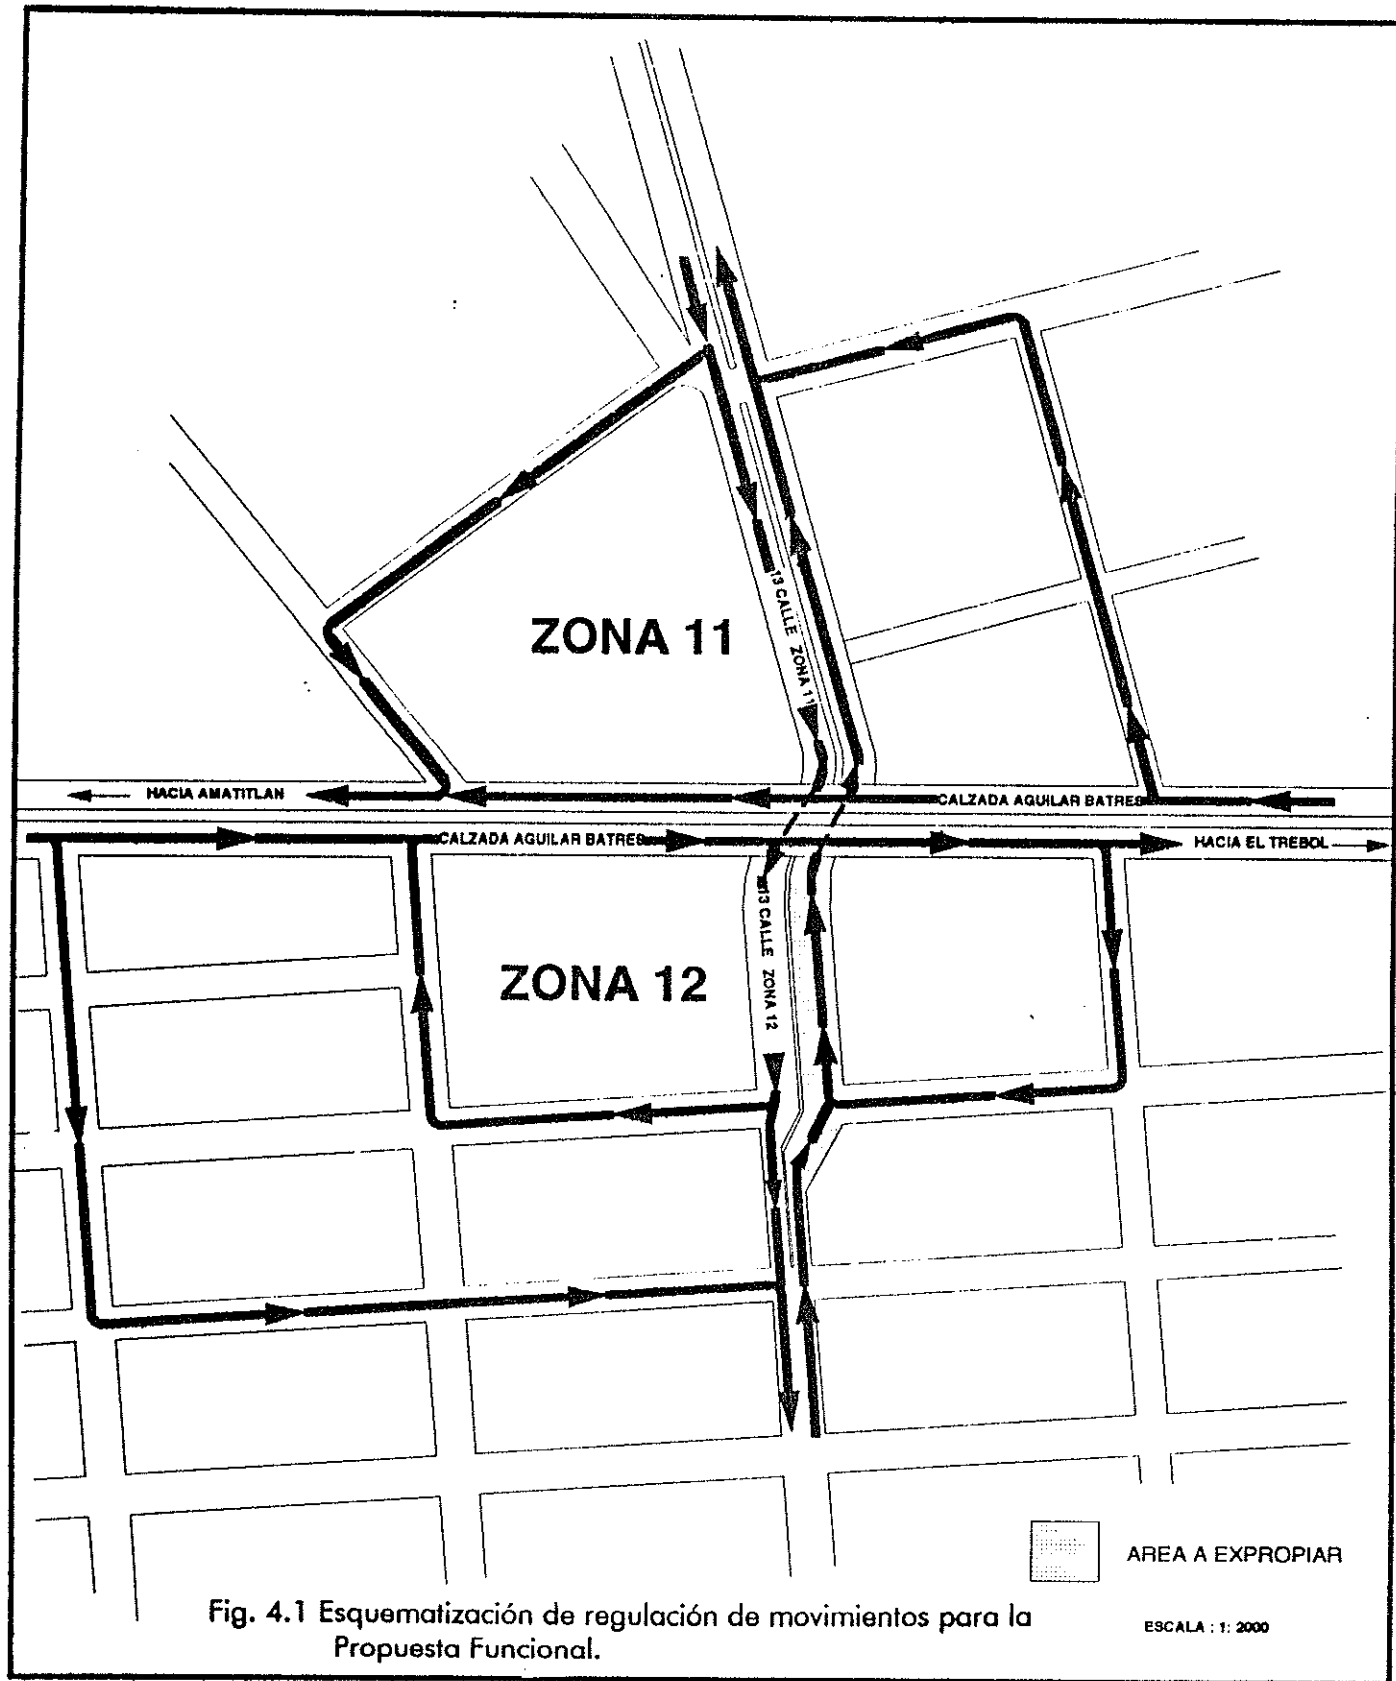 ZONA 11
13 CALLE ZONA 11
HACIA AMATITLAN
CALZADA AGUILAR BATRES
CALZADA AGUILAR BATRES
HACIA EL TREBOL
13 CALLE ZONA 12
ZONA 12
AREA A EXPROPIAR
Fig. 4.1 Esquematización de regulación de movimientos para la
Propuesta Funcional.
ESCALA : 1: 2000